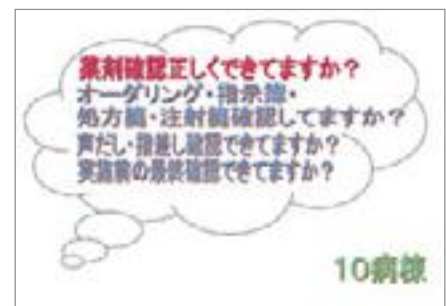 薬剤確認正しくできてますか？
オーダリング・指示簿・
処方箋・注射箋確認してますか？
声だし・指差し確認できてますか？
実施前の最終確認できてますか？
10病棟